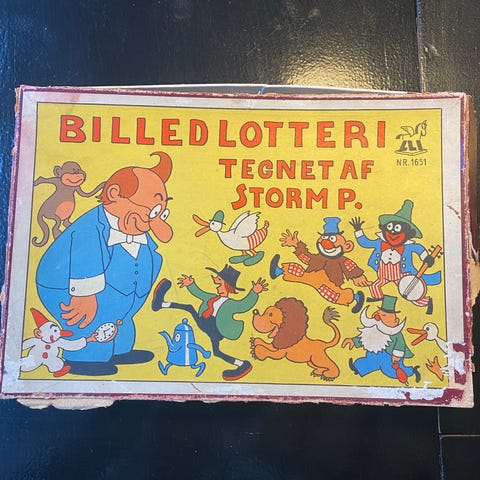 BILLEDLOTTERI
TEGNET AF
STORM P.
NR. 1651